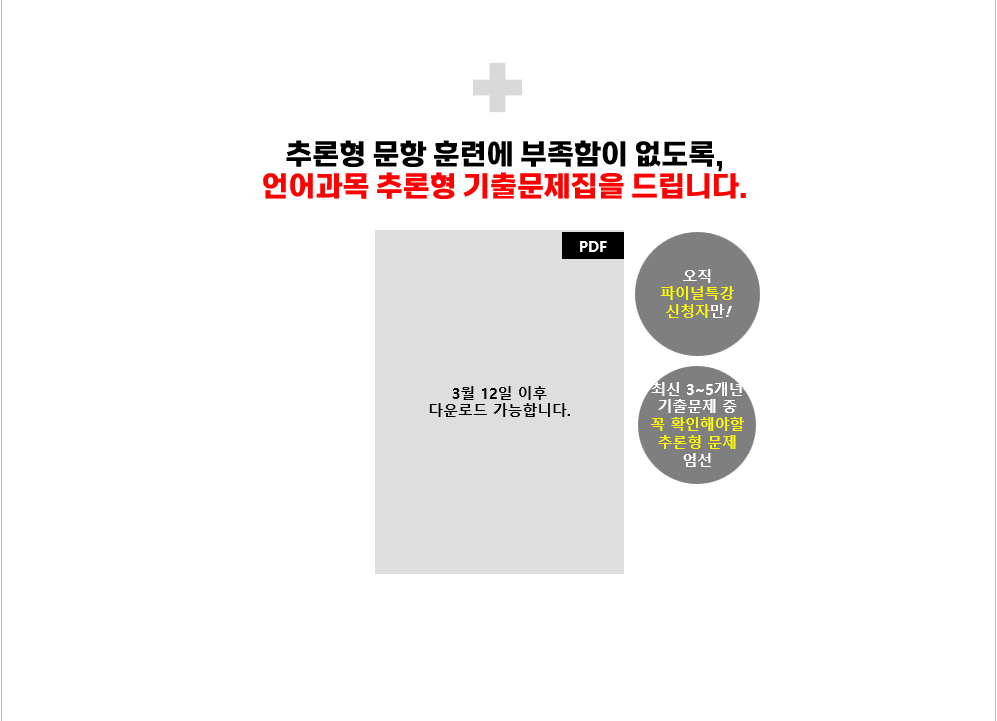 추론형 문항 훈련에 부족함이 없도록,
언어과목 추론형 기출문제집을 드립니다.
PDF
3월 12일 이후
다운로드 가능합니다.
오직
파이널특강
신청자만!
최신 3~5개년
기출문제 중
꼭 확인해야할
추론형 문제
엄선